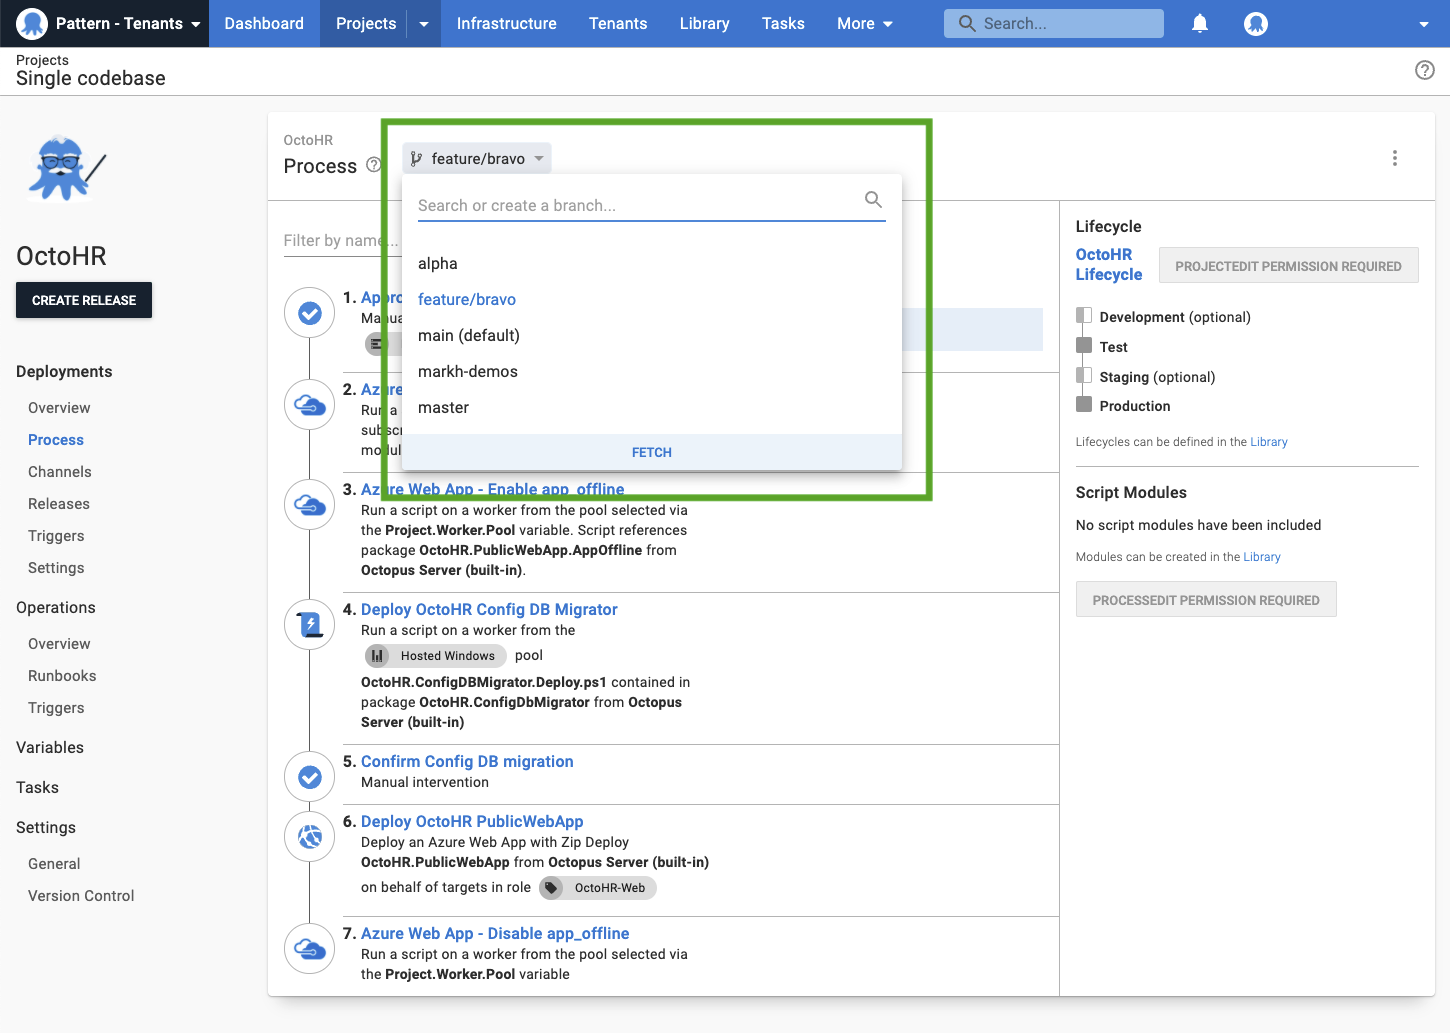 Pattern - Tenants
Dashboard
Projects
Infrastructure
Tenants
Library
Tasks
More
Search...
Projects
Single codebase
OctoHR
CREATE RELEASE
Deployments
Overview
Process
Channels
Releases
Triggers
Settings
Operations
Overview
Runbooks
Triggers
Variables
Tasks
Settings
General
Version Control
OctoHR
Process
feature/bravo
Search or create a branch...
alpha
feature/bravo
main (default)
markh-demos
master
FETCH
Filter by name...
1.
2.
Run a
3. Azure Web App - Enable app_offline
Run a script on a worker from the pool selected via
the Project.Worker.Pool variable. Script references
package OctoHR.PublicWebApp.AppOffline from
Octopus Server (built-in).
4. Deploy OctoHR Config DB Migrator
Run a script on a worker from the
Hosted Windows pool
OctoHR.ConfigDBMigrator.Deploy.ps1 contained in
package OctoHR.ConfigDbMigrator from Octopus
Server (built-in)
5. Confirm Config DB migration
Manual intervention
6. Deploy OctoHR PublicWebApp
Deploy an Azure Web App with Zip Deploy
OctoHR.PublicWebApp from Octopus Server (built-in)
on behalf of targets in role OctoHR-Web
7. Azure Web App - Disable app_offline
Run a script on a worker from the pool selected via
the Project.Worker.Pool variable
Lifecycle
OctoHR
Lifecycle
PROJECTEDIT PERMISSION REQUIRED
Development (optional)
Test
Staging (optional)
Production
Lifecycles can be defined in the Library
Script Modules
No script modules have been included
Modules can be created in the Library
PROCESSEDIT PERMISSION REQUIRED